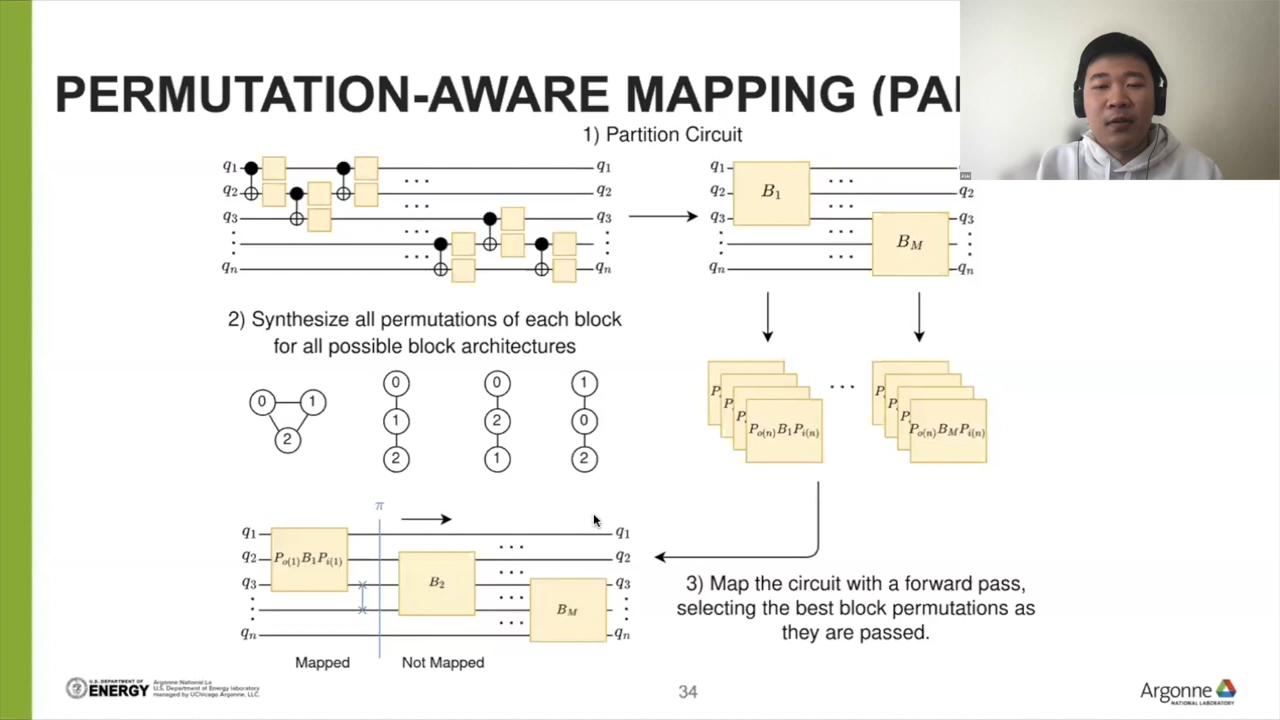 PERMUTATION-AWARE MAPPING (PA
1) Partition Circuit
q1 q1 q1
q2 q2 q2 B1 q2
q3 q3 q3 q3
BM
qn qn qn qn
2) Synthesize all permutations of each block
for all possible block architectures
0 1 2
0 1 2
0 2 1
1 0 2
P P P Po(n)B1Pi(n)
P P P Po(n)BMPi(n)
π
q1 q1
q2 Po(1)B1Pi(1) q2
q3 B2 q3
BM
qn qn
Mapped Not Mapped
3) Map the circuit with a forward pass,
selecting the best block permutations as
they are passed.
U.S. DEPARTMENT OF
ENERGY
U.S. Department of Energy laboratory
managed by UChicago Argonne, LLC.
34
Argonne
NATIONAL LABORATORY